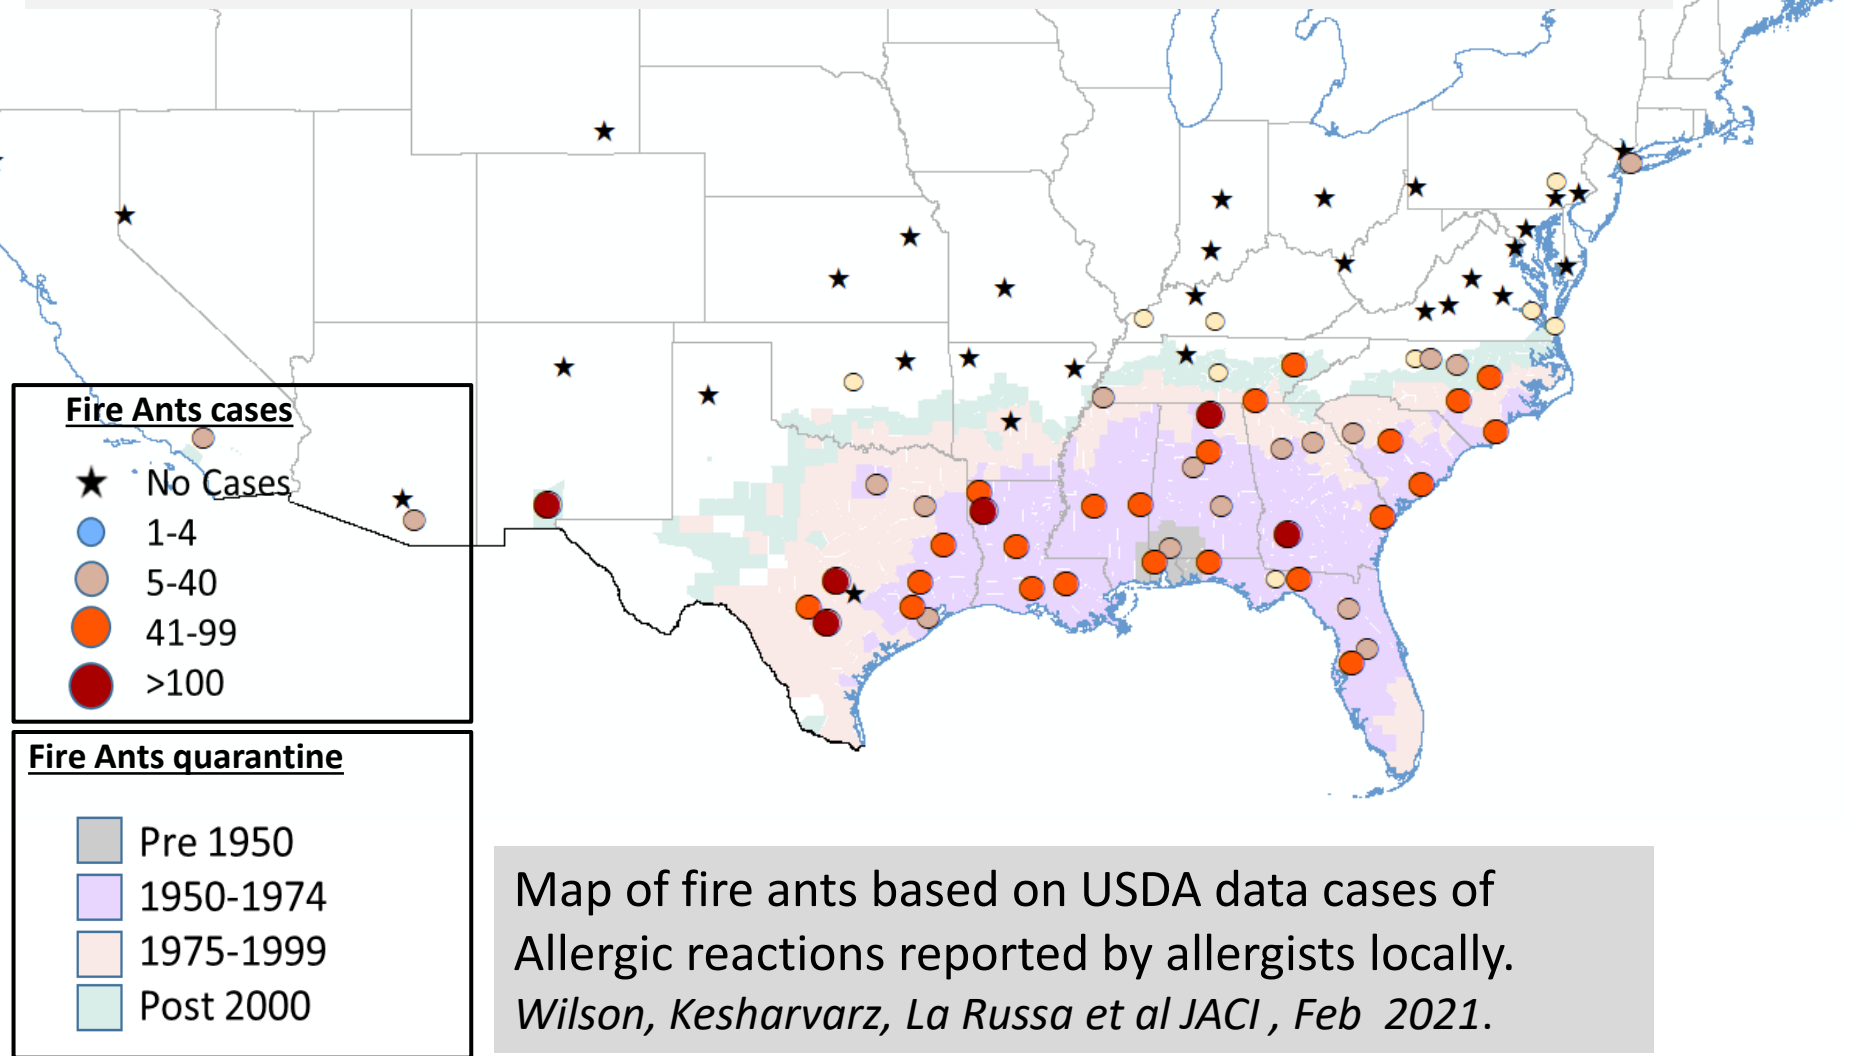 Fire Ants cases
No Cases
1-4
5-40
41-99
>100
Fire Ants quarantine
Pre 1950
1950-1974
1975-1999
Post 2000
Map of fire ants based on USDA data cases of
Allergic reactions reported by allergists locally.
Wilson, Kesharvarz, La Russa et al JACI , Feb 2021.